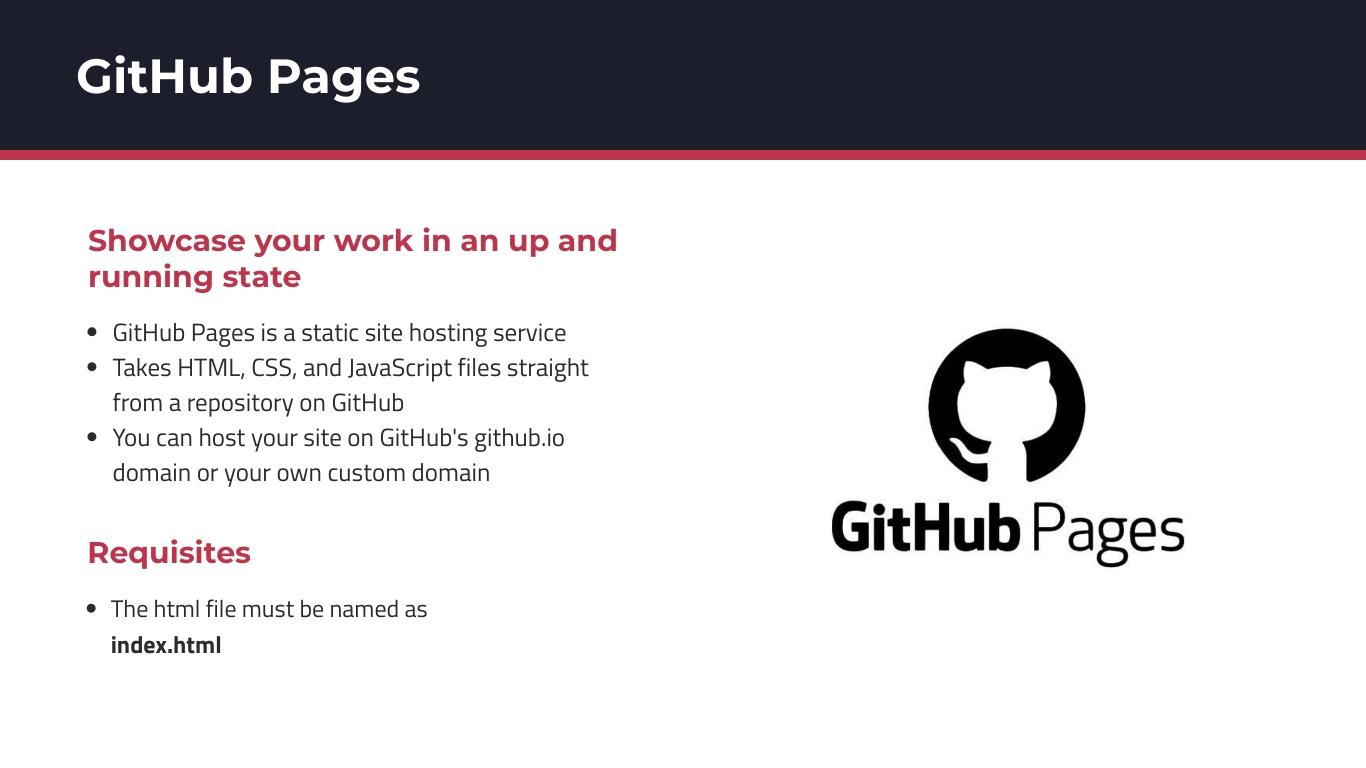 GitHub Pages
Showcase your work in an up and
running state
• GitHub Pages is a static site hosting service
• Takes HTML, CSS, and JavaScript files straight
from a repository on GitHub
• You can host your site on GitHub's github.io
domain or your own custom domain
Requisites
• The html file must be named as
index.html
GitHub Pages